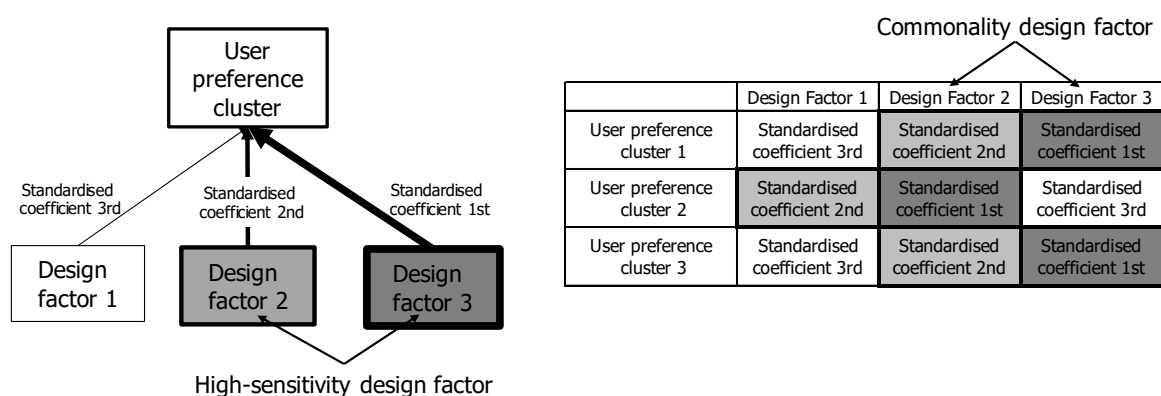 User
preference
cluster
Standardised
coefficient 3rd
Standardised
coefficient 2nd
Standardised
coefficient 1st
Design
factor 1
Design
factor 2
Design
factor 3
High-sensitivity design factor
Commonality design factor
Design Factor 1 Design Factor 2 Design Factor 3
User preference
cluster 1
Standardised
coefficient 3rd
Standardised
coefficient 2nd
Standardised
coefficient 1st
User preference
cluster 2
Standardised
coefficient 2nd
Standardised
coefficient 1st
Standardised
coefficient 3rd
User preference
cluster 3
Standardised
coefficient 3rd
Standardised
coefficient 2nd
Standardised
coefficient 1st